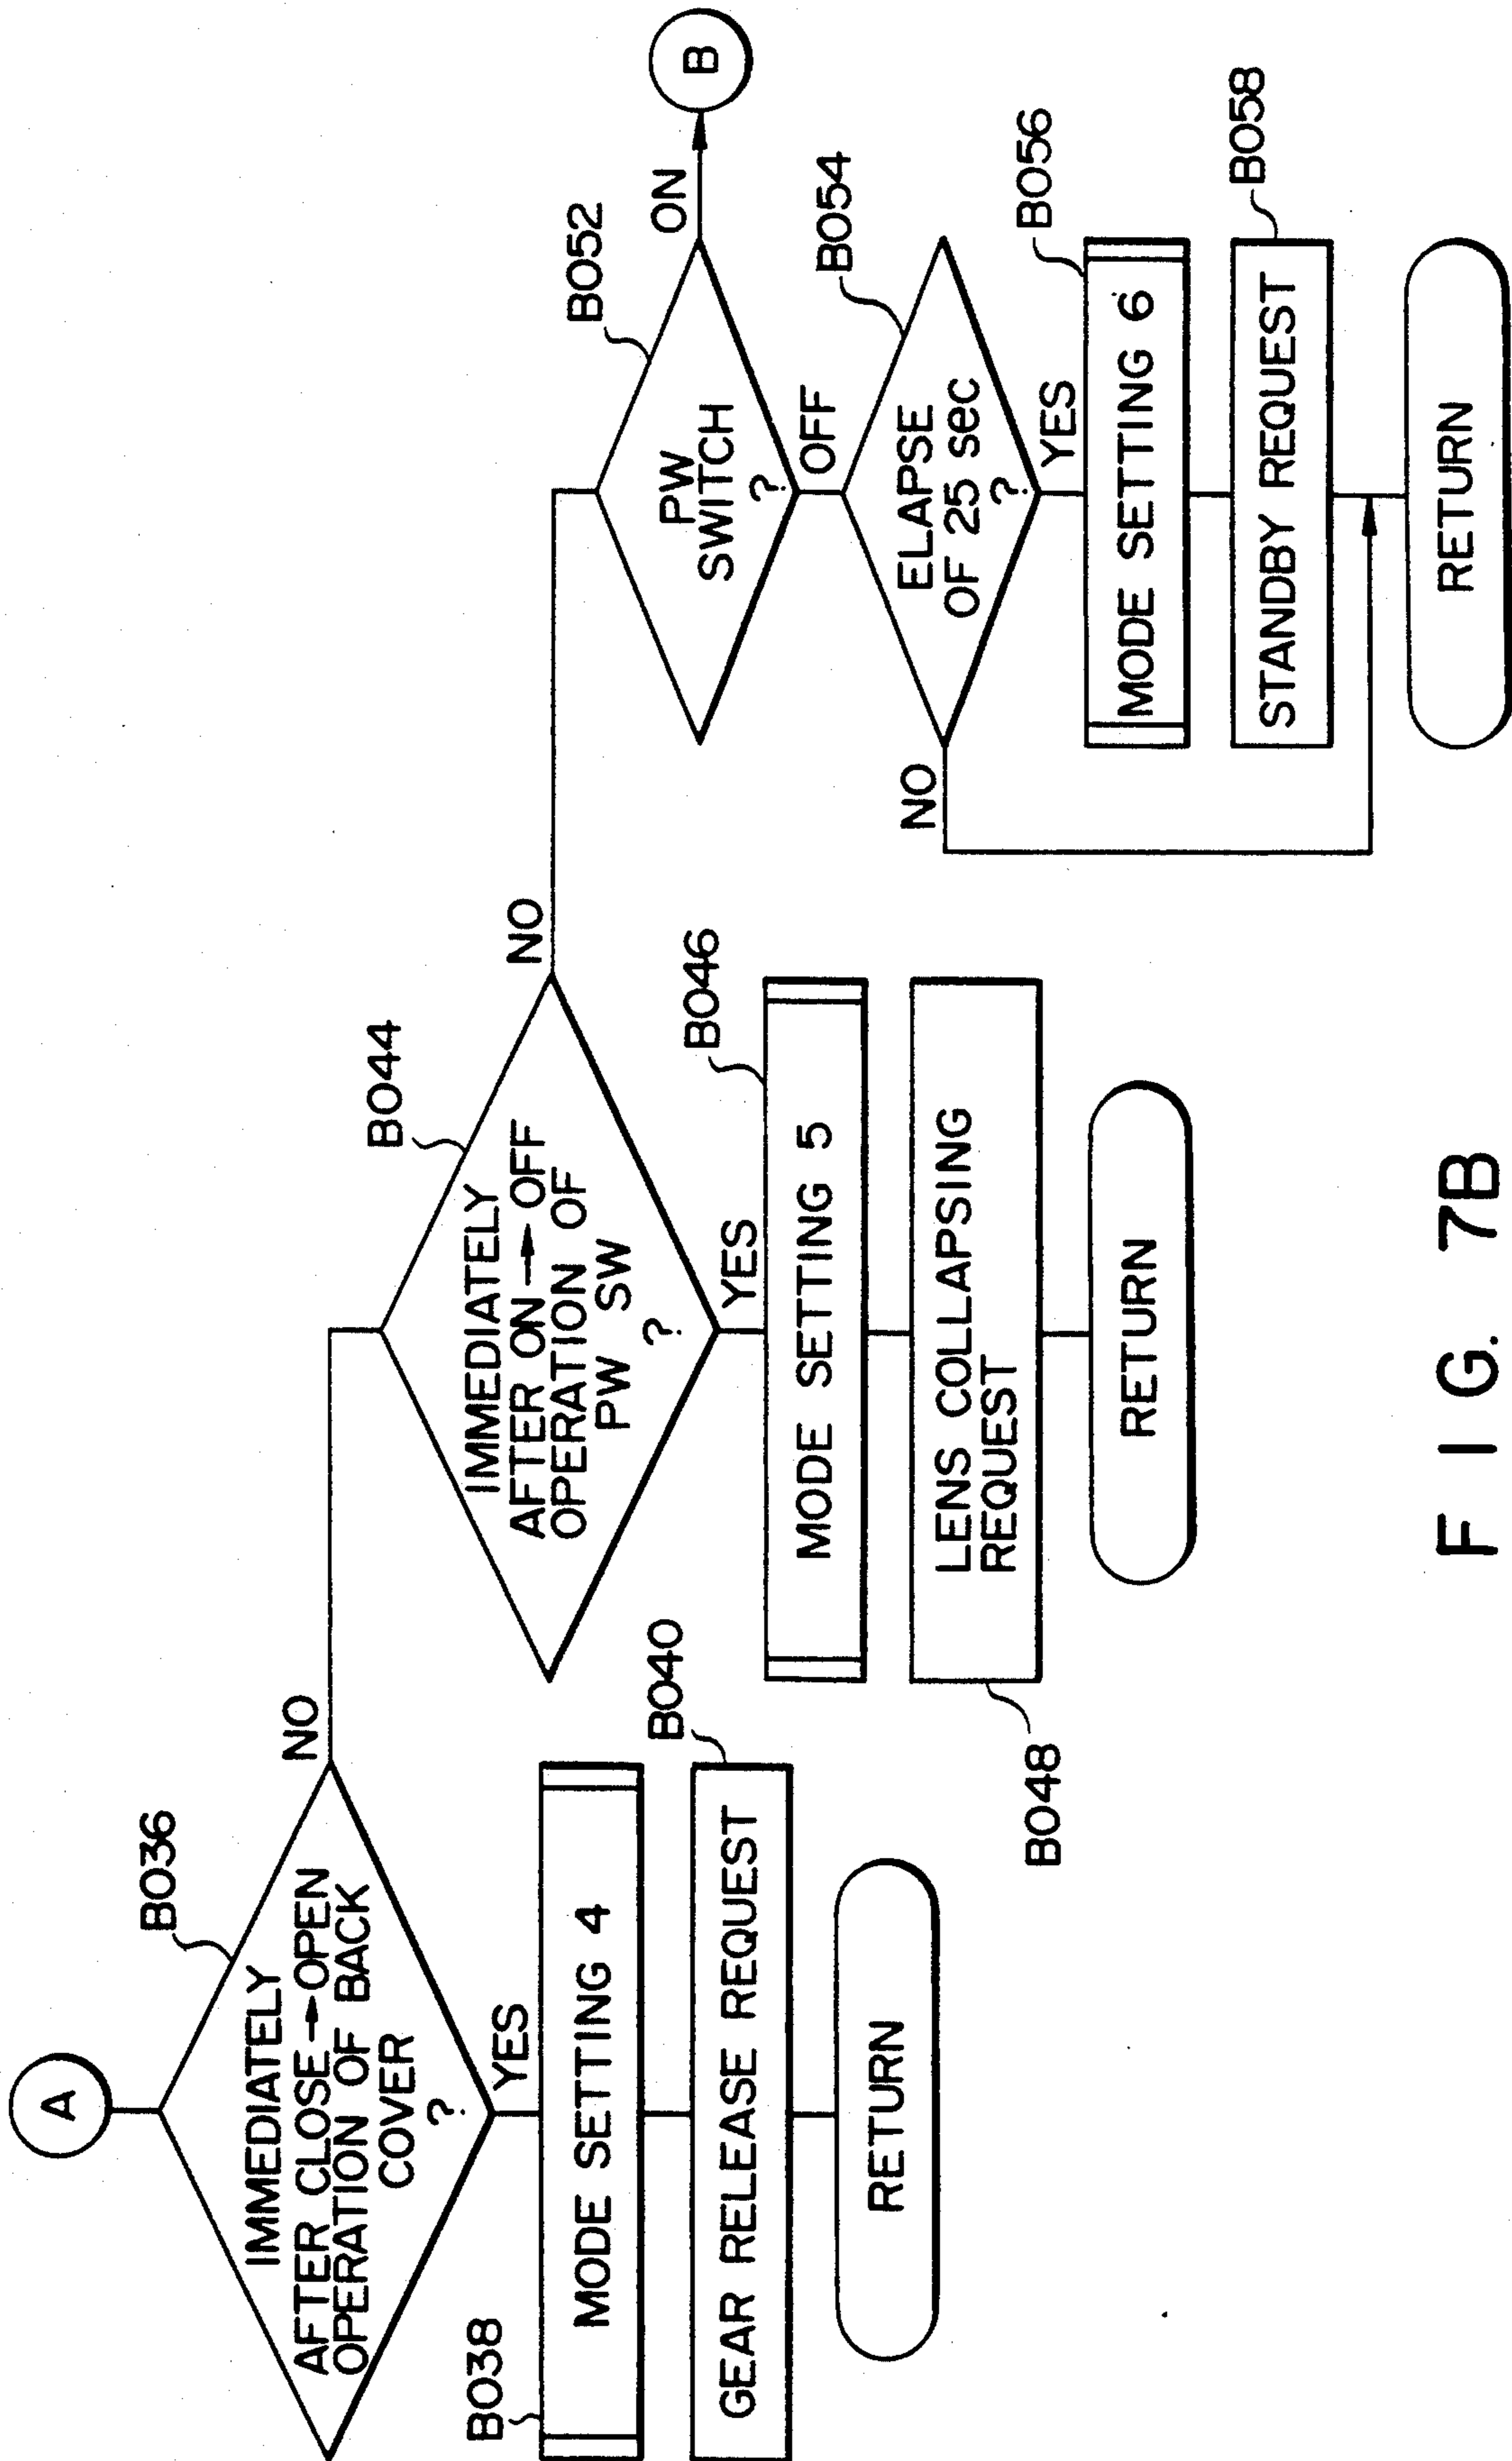 A
B036
IMMEDIATELY
AFTER CLOSE→OPEN
OPERATION OF BACK
COVER
?
NO
YES
B038
MODE SETTING 4
B040
GEAR RELEASE REQUEST
RETURN
B044
IMMEDIATELY
AFTER ON→OFF
OPERATION OF
PW SW
?
NO
YES
B046
MODE SETTING 5
LENS COLLAPSING
REQUEST
B048
RETURN
B052
PW
SWITCH
?
ON
B
OFF
B054
ELAPSE
OF 25 sec
?
NO
YES
B056
MODE SETTING 6
B058
STANDBY REQUEST
RETURN
F I G. 7B